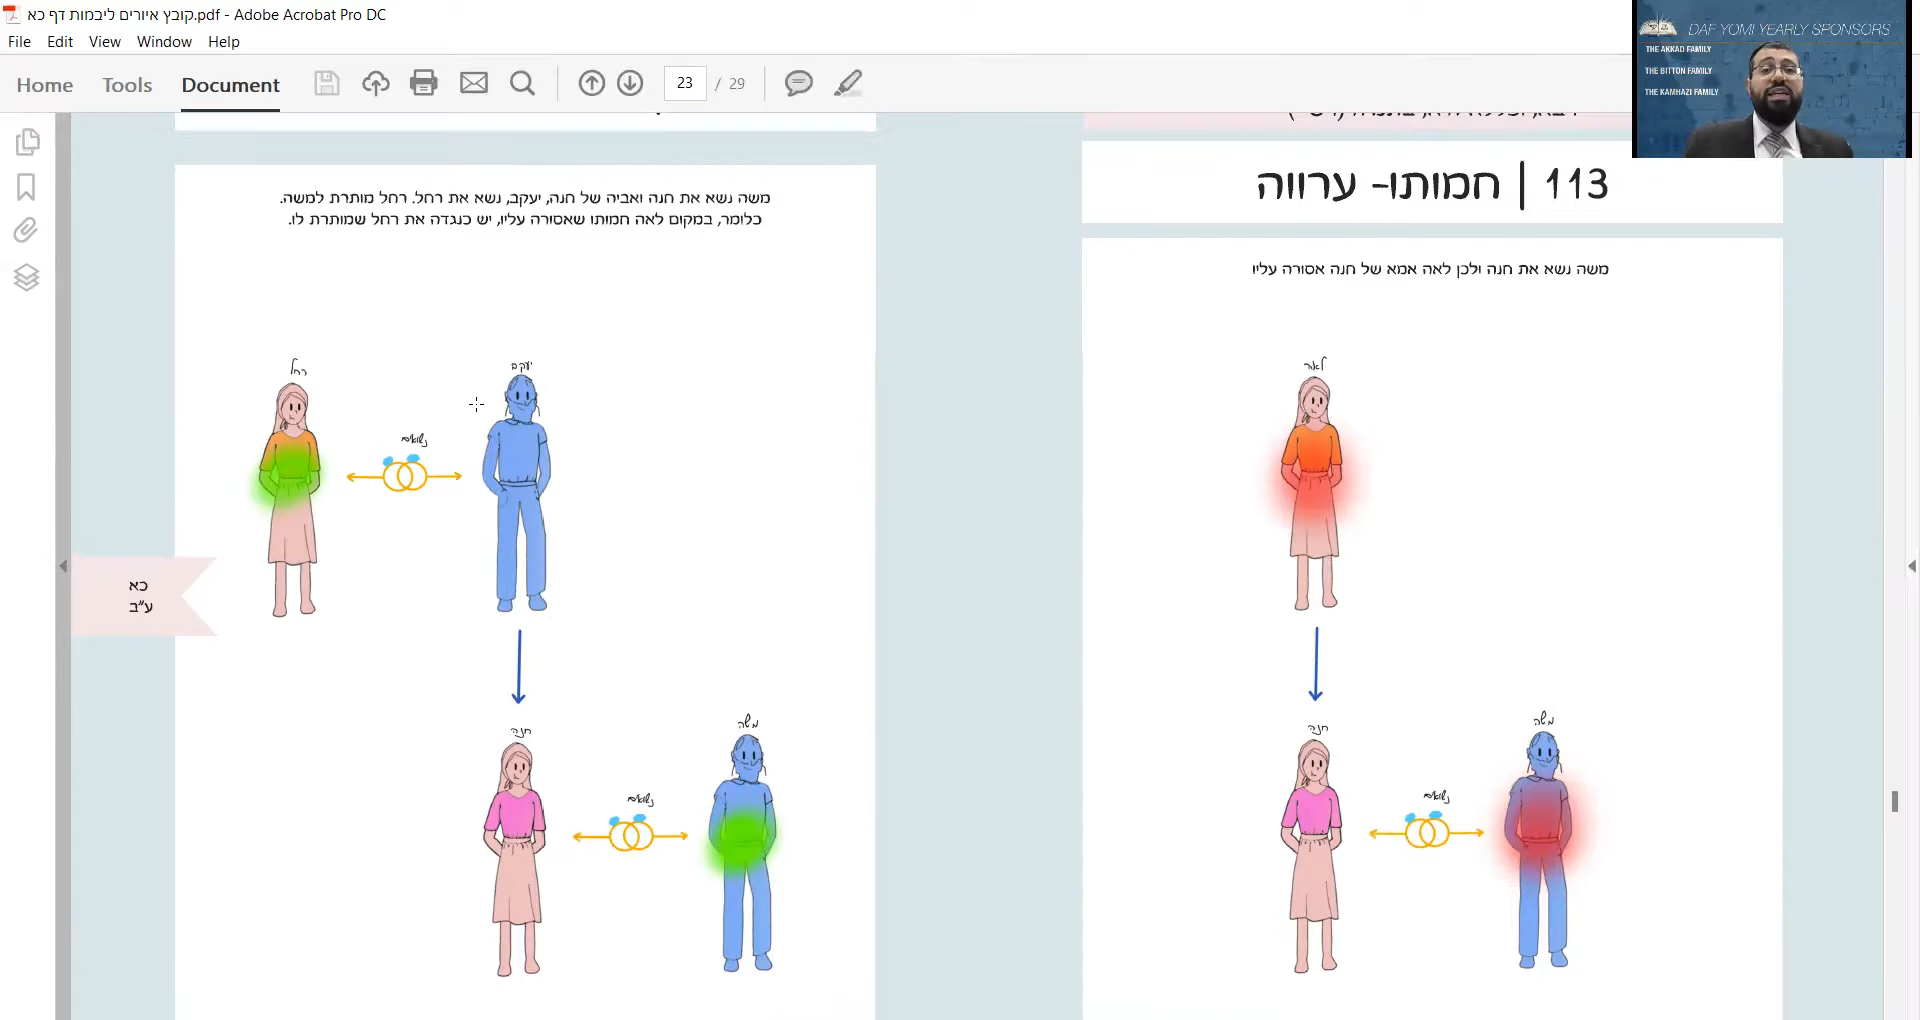 קובץ איורים ליבמות דף כא.pdf - Adobe Acrobat Pro DC
File Edit View Window Help
Home Tools Document 23 / 29
DAF YOMI YEARLY SPONSORS
THE AKKAD FAMILY
THE BITTON FAMILY
THE KAMHAZI FAMILY
113 | חמותו- ערווה
משה נשא את חנה ולכן לאה אמא של חנה אסורה עליו
לאה
חנה
נשואים
משה
משה נשא את חנה ואביה של חנה, יעקב, נשא את רחל. רחל מותרת למשה.
כלומר, במקום לאה חמותו שאסורה עליו, יש כנגדה את רחל שמותרת לו.
יעקב
נשואים
רחל
משה
נשואים
חנה
כא
ע"ב